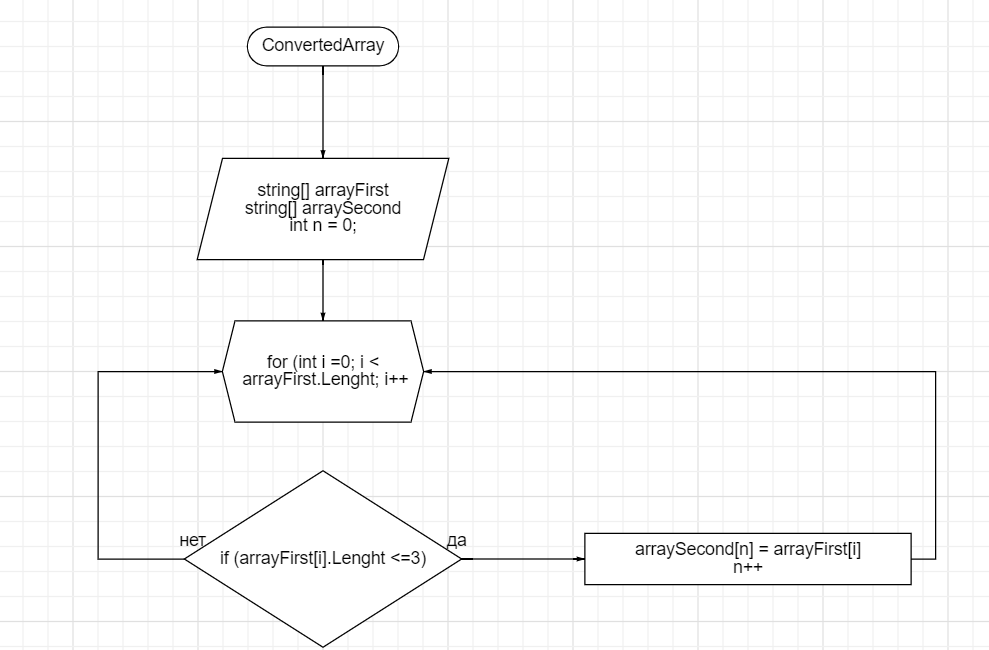 ConvertedArray
string[] arrayFirst
string[] arraySecond
int n = 0;
for (int i =0; i <
arrayFirst.Lenght; i++
нет
да
if (arrayFirst[i].Lenght <=3)
arraySecond[n] = arrayFirst[i]
n++